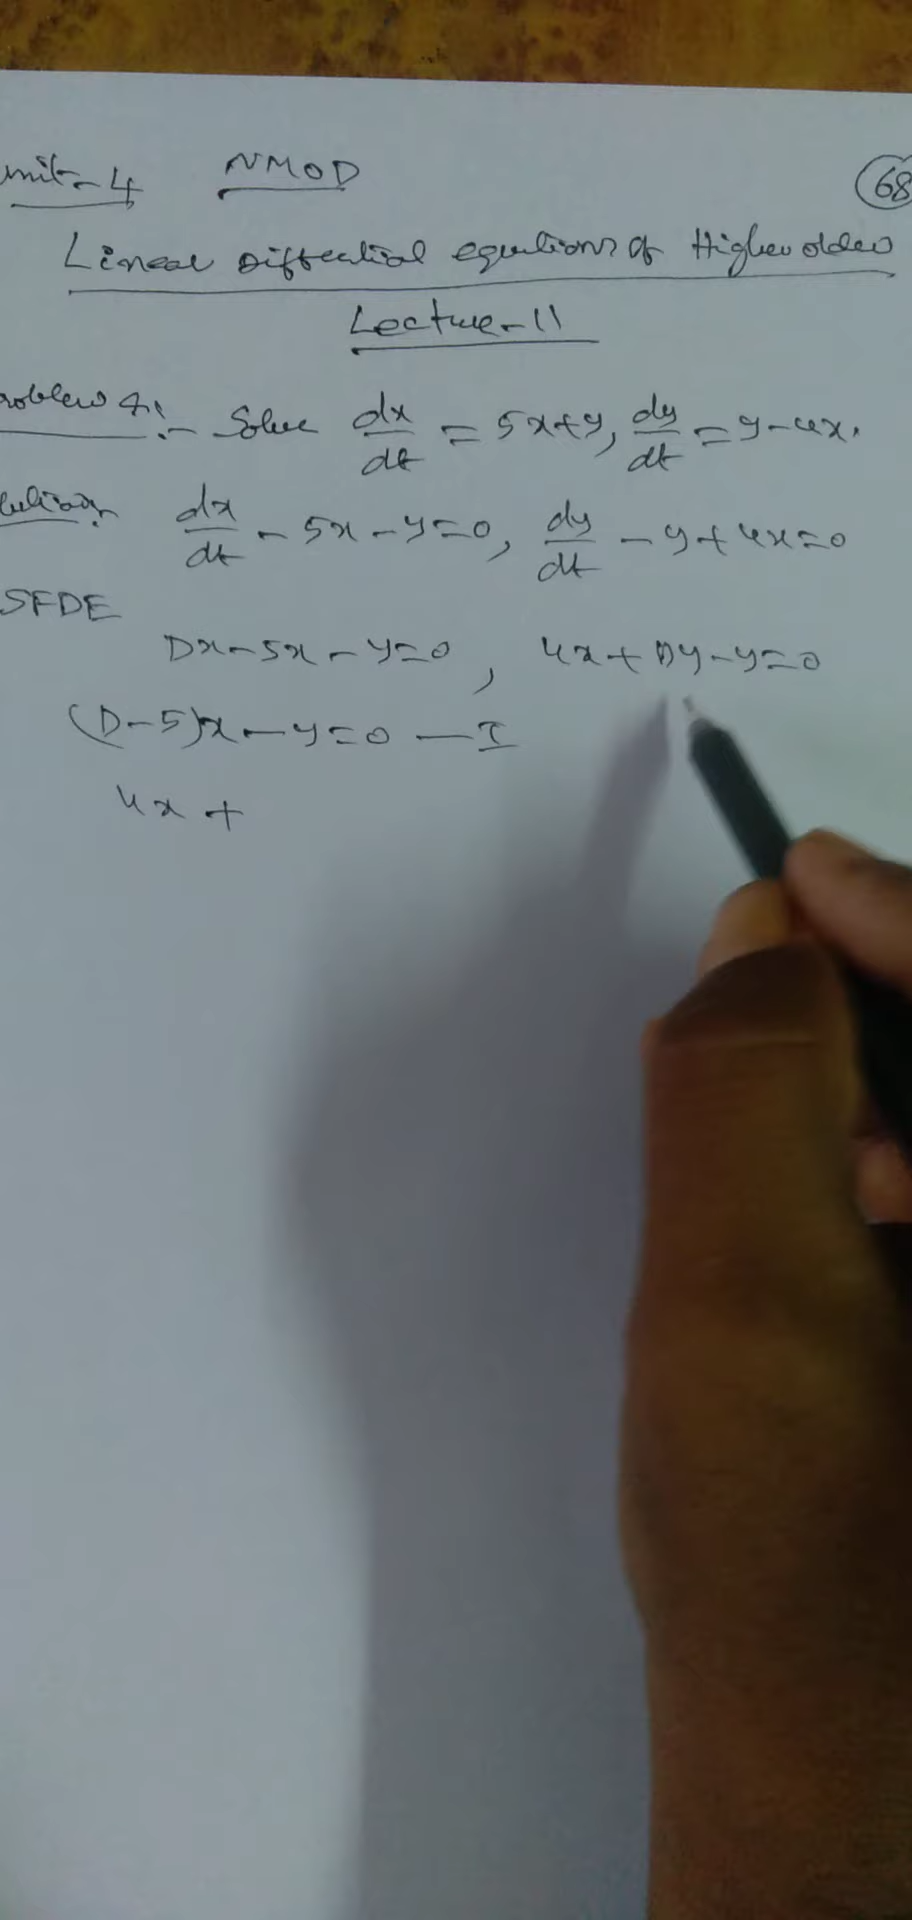 unit-4 NMOD 68
Linear Differential equations of Higher order
Lecture-11
roblem 4:- Solve dx/dt = 5x+y, dy/dt = y-4x.
lution dx/dt - 5x - y=0, dy/dt - y + 4x=0
SFDE
Dx-5x-y=0, 4x+Dy-y=0
(D-5)x-y=0 — I
4x +